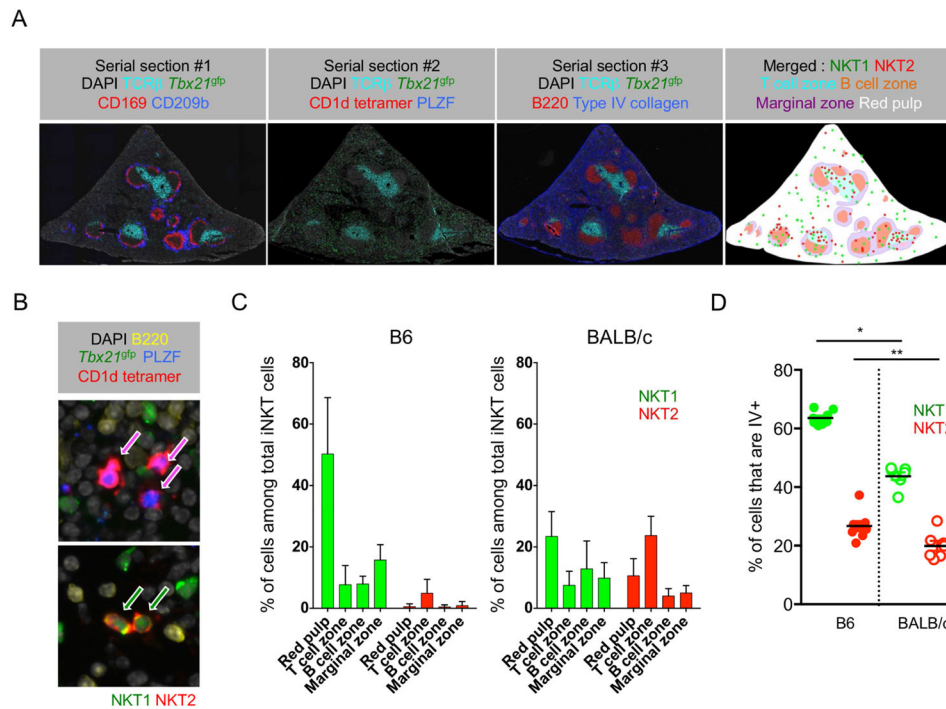 A
Serial section #1
DAPI TCRβ Tbx21gfp
CD169 CD209b
Serial section #2
DAPI TCRβ Tbx21gfp
CD1d tetramer PLZF
Serial section #3
DAPI TCRβ Tbx21gfp
B220 Type IV collagen
Merged : NKT1 NKT2
T cell zone B cell zone
Marginal zone Red pulp
B
DAPI B220
Tbx21gfp PLZF
CD1d tetramer
NKT1 NKT2
C
B6
% of cells among total iNKT cells
80
60
40
20
0
Red pulp
T cell zone
B cell zone
Marginal zone
Red pulp
T cell zone
B cell zone
Marginal zone
BALB/c
NKT1
NKT2
% of cells among total iNKT cells
80
60
40
20
0
Red pulp
T cell zone
B cell zone
Marginal zone
Red pulp
T cell zone
B cell zone
Marginal zone
D
*
**
NKT
% of cells that are IV+
100
80
60
40
20
0
B6
BALB/c